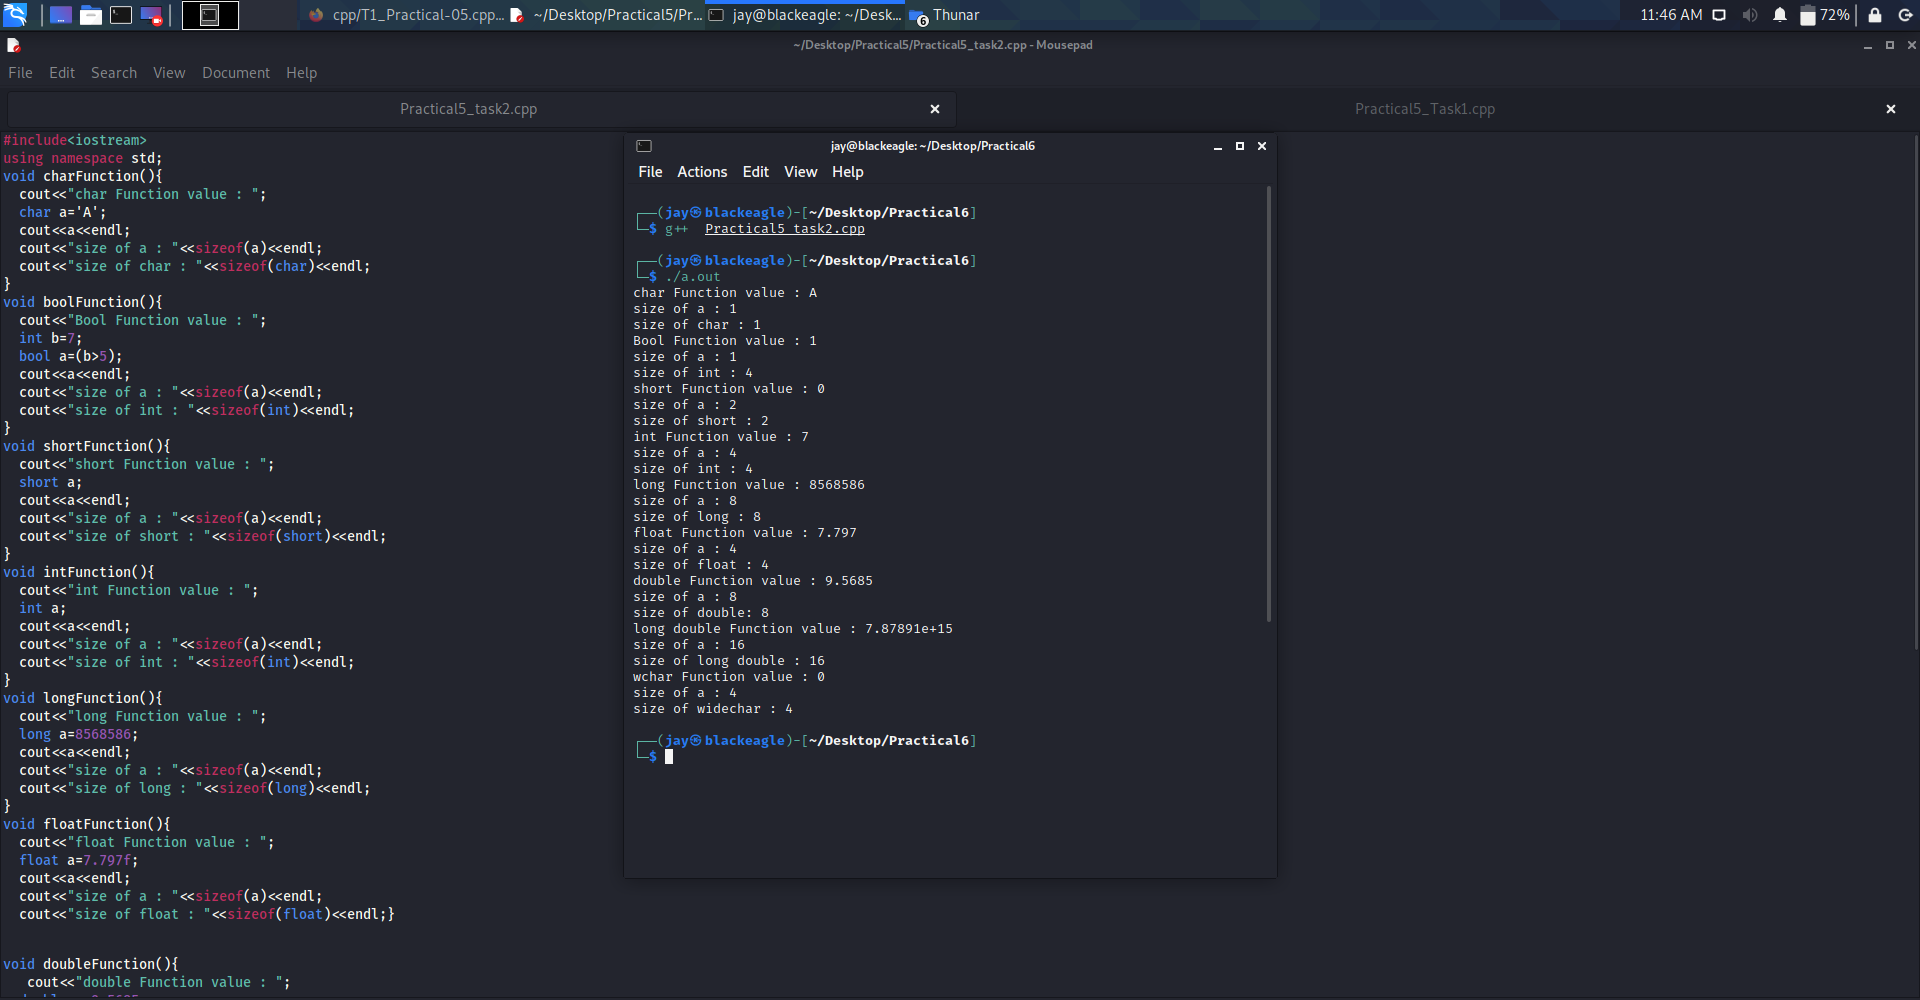 cpp/T1_Practical-05.cpp...
~/Desktop/Practical5/Pr...
jay@blackeagle: ~/Desk...
6
Thunar
11:46 AM
72%
~/Desktop/Practical5/Practical5_task2.cpp - Mousepad
File Edit Search View Document Help
Practical5_task2.cpp
Practical5_Task1.cpp
#include<iostream>
using namespace std;
void charFunction(){
  cout<<"char Function value : ";
  char a='A';
  cout<<a<<endl;
  cout<<"size of a : "<<sizeof(a)<<endl;
  cout<<"size of char : "<<sizeof(char)<<endl;
}
void boolFunction(){
  cout<<"Bool Function value : ";
  int b=7;
  bool a=(b>5);
  cout<<a<<endl;
  cout<<"size of a : "<<sizeof(a)<<endl;
  cout<<"size of int : "<<sizeof(int)<<endl;
}
void shortFunction(){
  cout<<"short Function value : ";
  short a;
  cout<<a<<endl;
  cout<<"size of a : "<<sizeof(a)<<endl;
  cout<<"size of short : "<<sizeof(short)<<endl;
}
void intFunction(){
  cout<<"int Function value : ";
  int a;
  cout<<a<<endl;
  cout<<"size of a : "<<sizeof(a)<<endl;
  cout<<"size of int : "<<sizeof(int)<<endl;
}
void longFunction(){
  cout<<"long Function value : ";
  long a=8568586;
  cout<<a<<endl;
  cout<<"size of a : "<<sizeof(a)<<endl;
  cout<<"size of long : "<<sizeof(long)<<endl;
}
void floatFunction(){
  cout<<"float Function value : ";
  float a=7.797f;
  cout<<a<<endl;
  cout<<"size of a : "<<sizeof(a)<<endl;
  cout<<"size of float : "<<sizeof(float)<<endl;}
void doubleFunction(){
   cout<<"double Function value : ";
jay@blackeagle: ~/Desktop/Practical6
File Actions Edit View Help
(jay㉿blackeagle)-[~/Desktop/Practical6]
$ g++  Practical5_task2.cpp
(jay㉿blackeagle)-[~/Desktop/Practical6]
$ ./a.out
char Function value : A
size of a : 1
size of char : 1
Bool Function value : 1
size of a : 1
size of int : 4
short Function value : 0
size of a : 2
size of short : 2
int Function value : 7
size of a : 4
size of int : 4
long Function value : 8568586
size of a : 8
size of long : 8
float Function value : 7.797
size of a : 4
size of float : 4
double Function value : 9.5685
size of a : 8
size of double: 8
long double Function value : 7.87891e+15
size of a : 16
size of long double : 16
wchar Function value : 0
size of a : 4
size of widechar : 4
(jay㉿blackeagle)-[~/Desktop/Practical6]
$